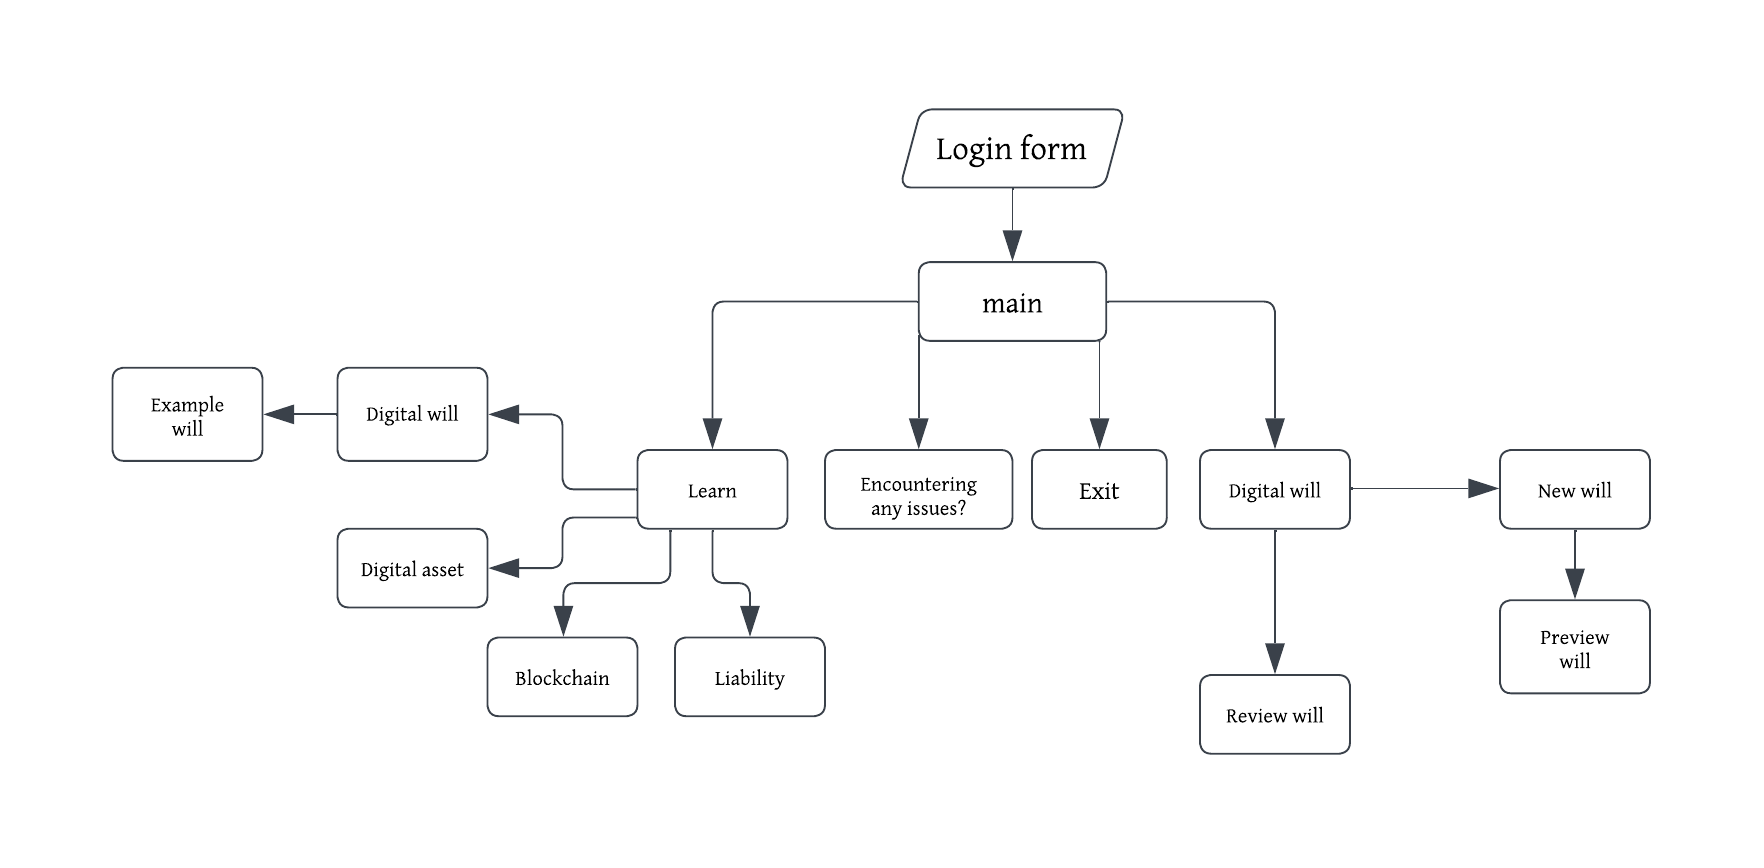 Login form
main
Example
will
Digital will
Learn
Encountering
any issues?
Exit
Digital will
New will
Digital asset
Blockchain
Liability
Preview
will
Review will